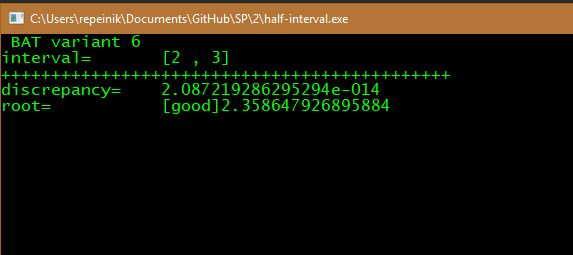 C:\Users\repeinik\Documents\GitHub\SP\2\half-interval.exe
BAT variant 6
interval=       [2 , 3]
+++++++++++++++++++++++++++++++++++++++++++++
discrepancy=    2.087219286295294e-014
root=           [good]2.358647926895884